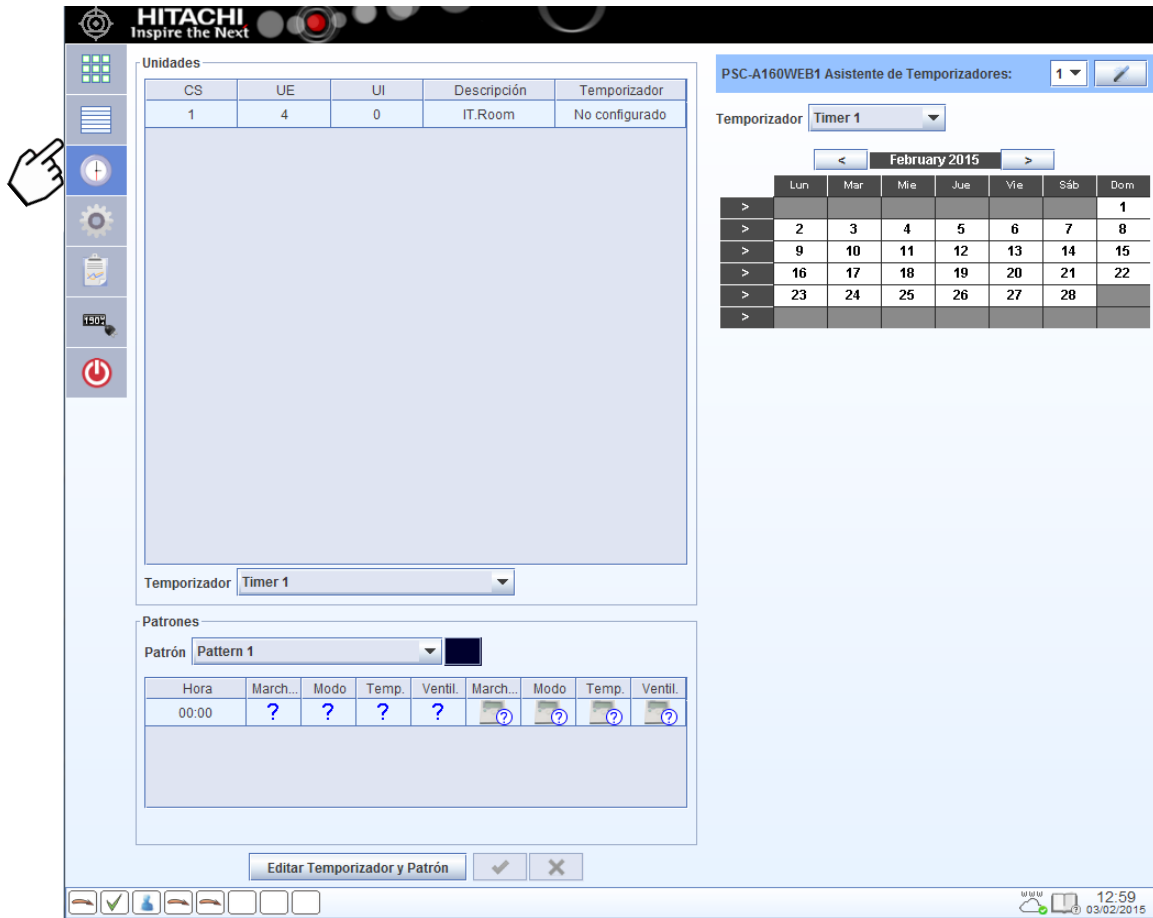 HITACHI
Inspire the Next
Unidades
CS UE UI Descripción Temporizador
1 4 0 IT.Room No configurado
Temporizador Timer 1
Patrones
Patrón Pattern 1
Hora March... Modo Temp. Ventil. March... Modo Temp. Ventil.
00:00 ? ? ? ? ? ? ? ?
Editar Temporizador y Patrón
PSC-A160WEB1 Asistente de Temporizadores: 1
Temporizador Timer 1
< February 2015 >
Lun Mar Mie Jue Vie Sáb Dom
> 1
> 2 3 4 5 6 7 8
> 9 10 11 12 13 14 15
> 16 17 18 19 20 21 22
> 23 24 25 26 27 28
>
12:59
03/02/2015